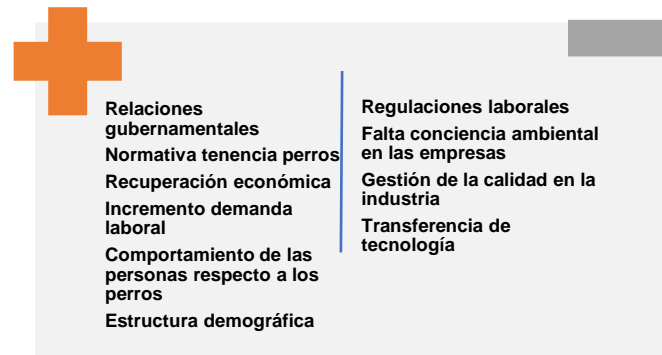 Relaciones
gubernamentales
Normativa tenencia perros
Recuperación económica
Incremento demanda
laboral
Comportamiento de las
personas respecto a los
perros
Estructura demográfica
Regulaciones laborales
Falta conciencia ambiental
en las empresas
Gestión de la calidad en la
industria
Transferencia de
tecnología